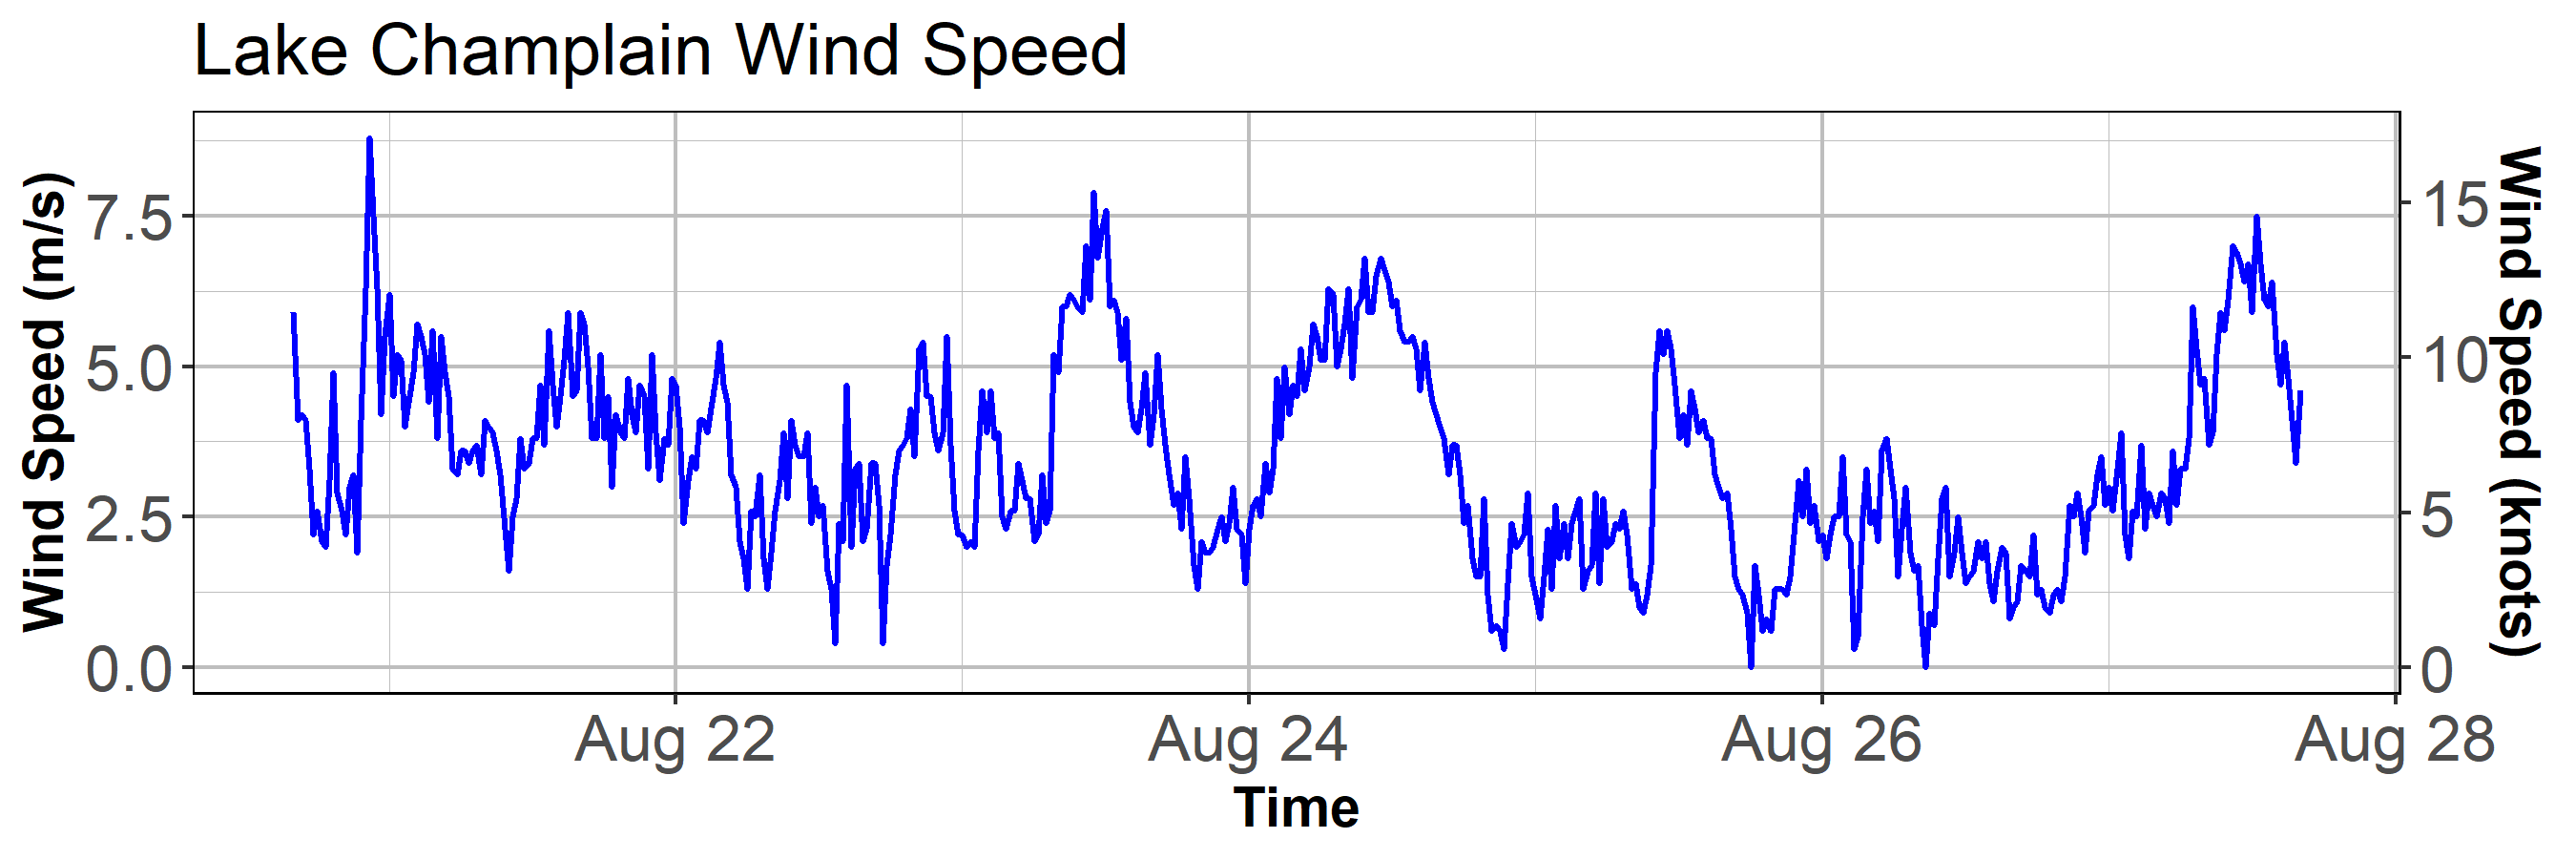 Lake Champlain Wind Speed
Wind Speed (m/s)
7.5
5.0
2.5
0.0
15
10
5
0
Wind Speed (knots)
Aug 22
Aug 24
Aug 26
Aug 28
Time